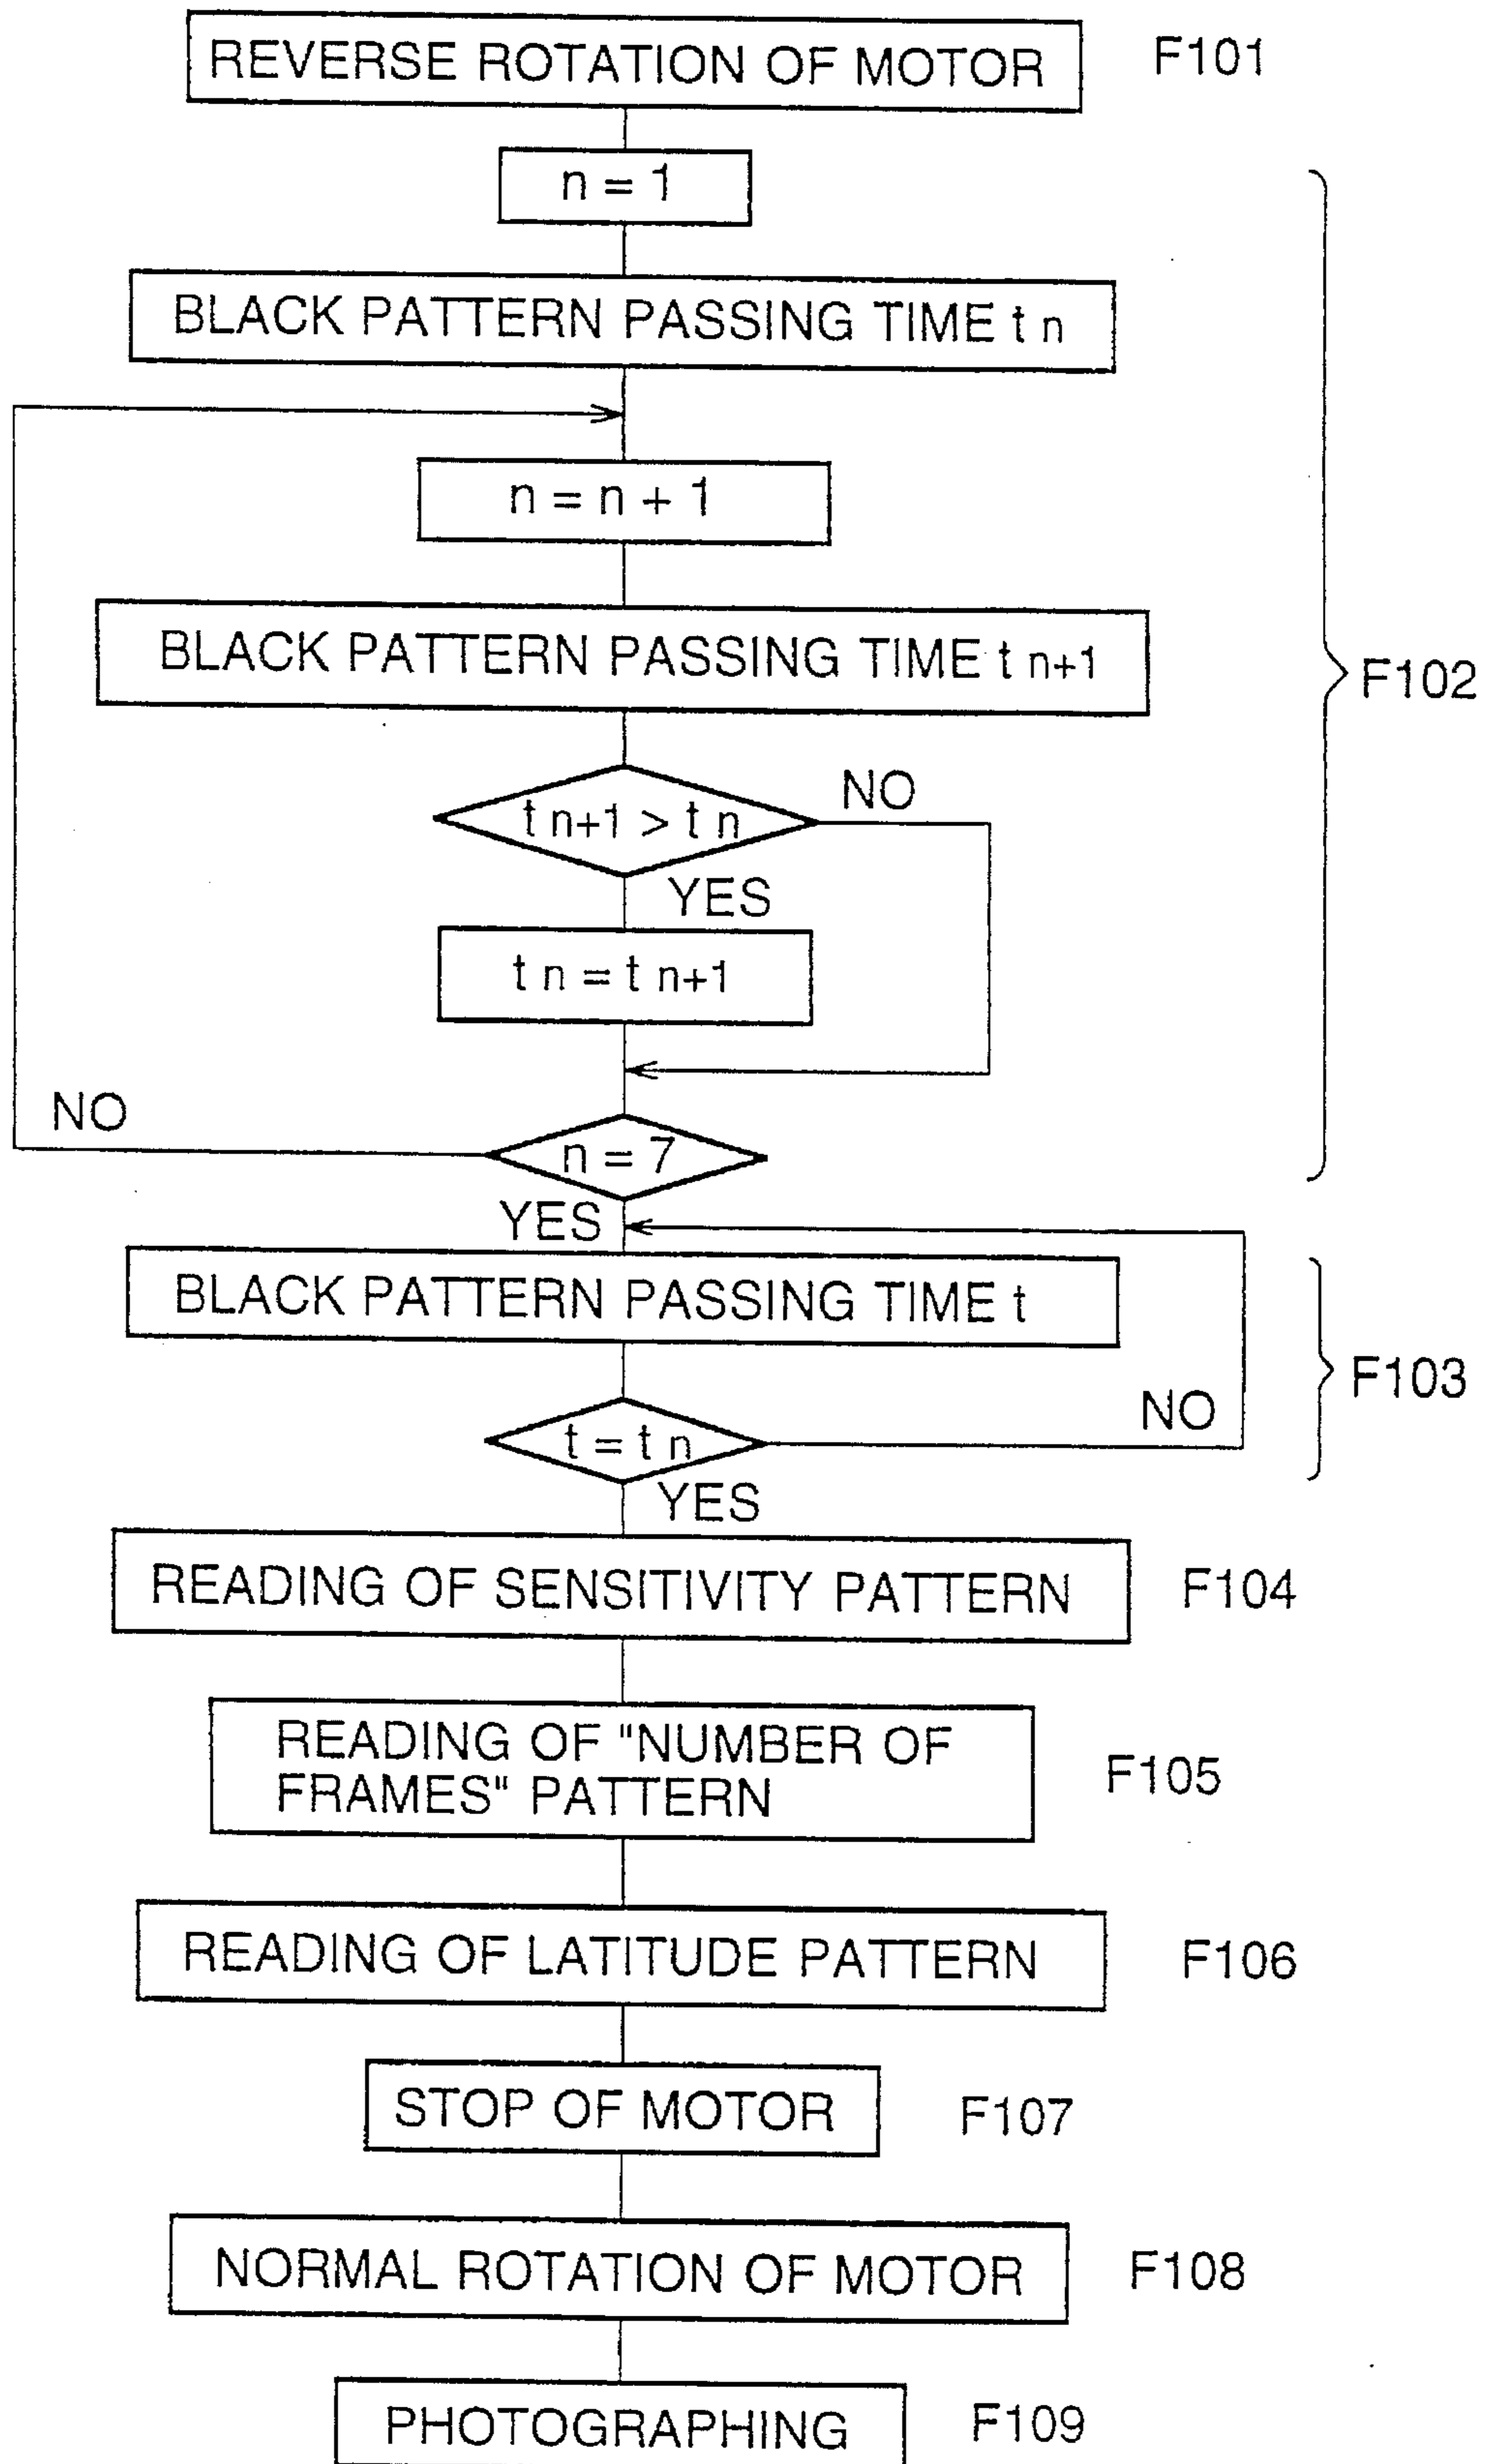 REVERSE ROTATION OF MOTOR F101
n = 1
BLACK PATTERN PASSING TIME t n
n = n + 1
BLACK PATTERN PASSING TIME t n+1
F102
t n+1 > t n
NO
YES
t n = t n+1
NO
n = 7
YES
BLACK PATTERN PASSING TIME t
F103
t = t n
NO
YES
READING OF SENSITIVITY PATTERN F104
READING OF "NUMBER OF
FRAMES" PATTERN
F105
READING OF LATITUDE PATTERN F106
STOP OF MOTOR F107
NORMAL ROTATION OF MOTOR F108
PHOTOGRAPHING F109